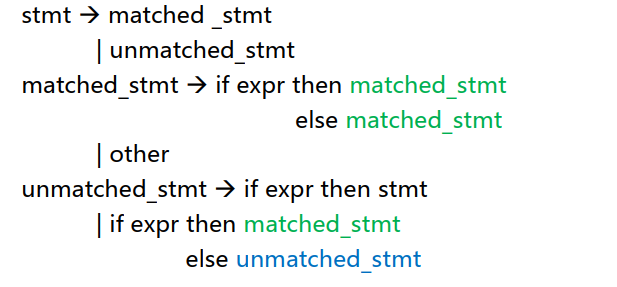 stmt → matched _stmt
| unmatched_stmt
matched_stmt → if expr then matched_stmt
else matched_stmt
| other
unmatched_stmt → if expr then stmt
| if expr then matched_stmt
else unmatched_stmt